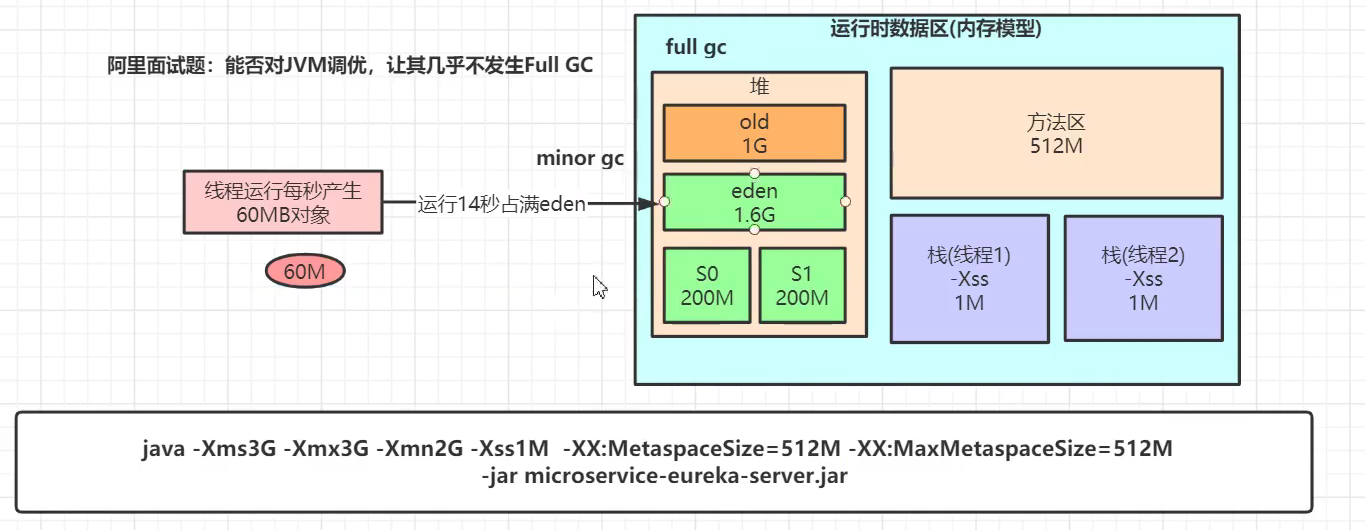 运行时数据区(内存模型)
full gc
阿里面试题：能否对JVM调优，让其几乎不发生Full GC
堆
old
1G
方法区
512M
minor gc
线程运行每秒产生
60MB对象
运行14秒占满eden
eden
1.6G
60M
S0
200M
S1
200M
栈(线程1)
-Xss
1M
栈(线程2)
-Xss
1M
java -Xms3G -Xmx3G -Xmn2G -Xss1M -XX:MetaspaceSize=512M -XX:MaxMetaspaceSize=512M
-jar microservice-eureka-server.jar